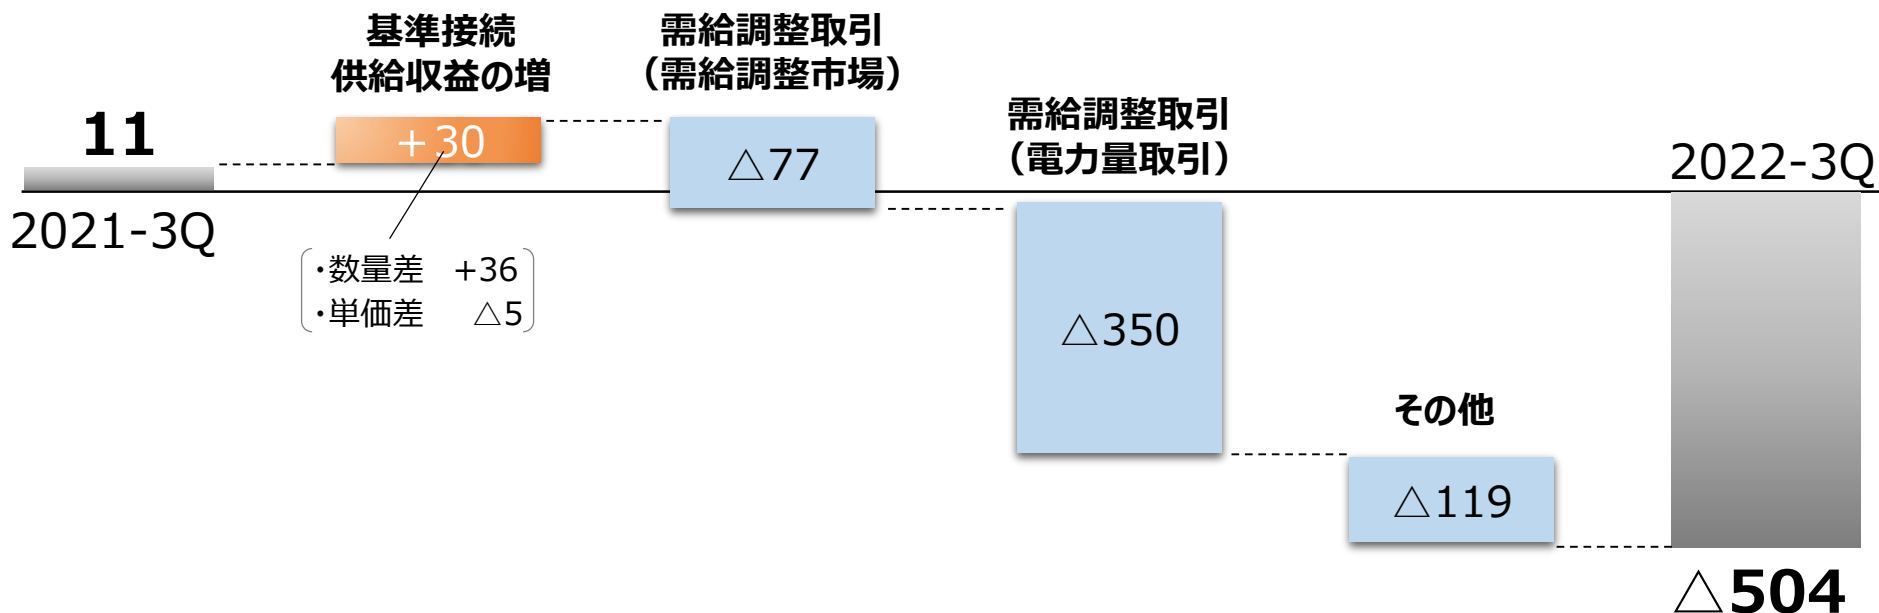 11
2021-3Q
基準接続
供給収益の増
+30
・数量差 +36
・単価差 △5
需給調整取引
（需給調整市場）
△77
需給調整取引
（電力量取引）
△350
その他
△119
2022-3Q
△504